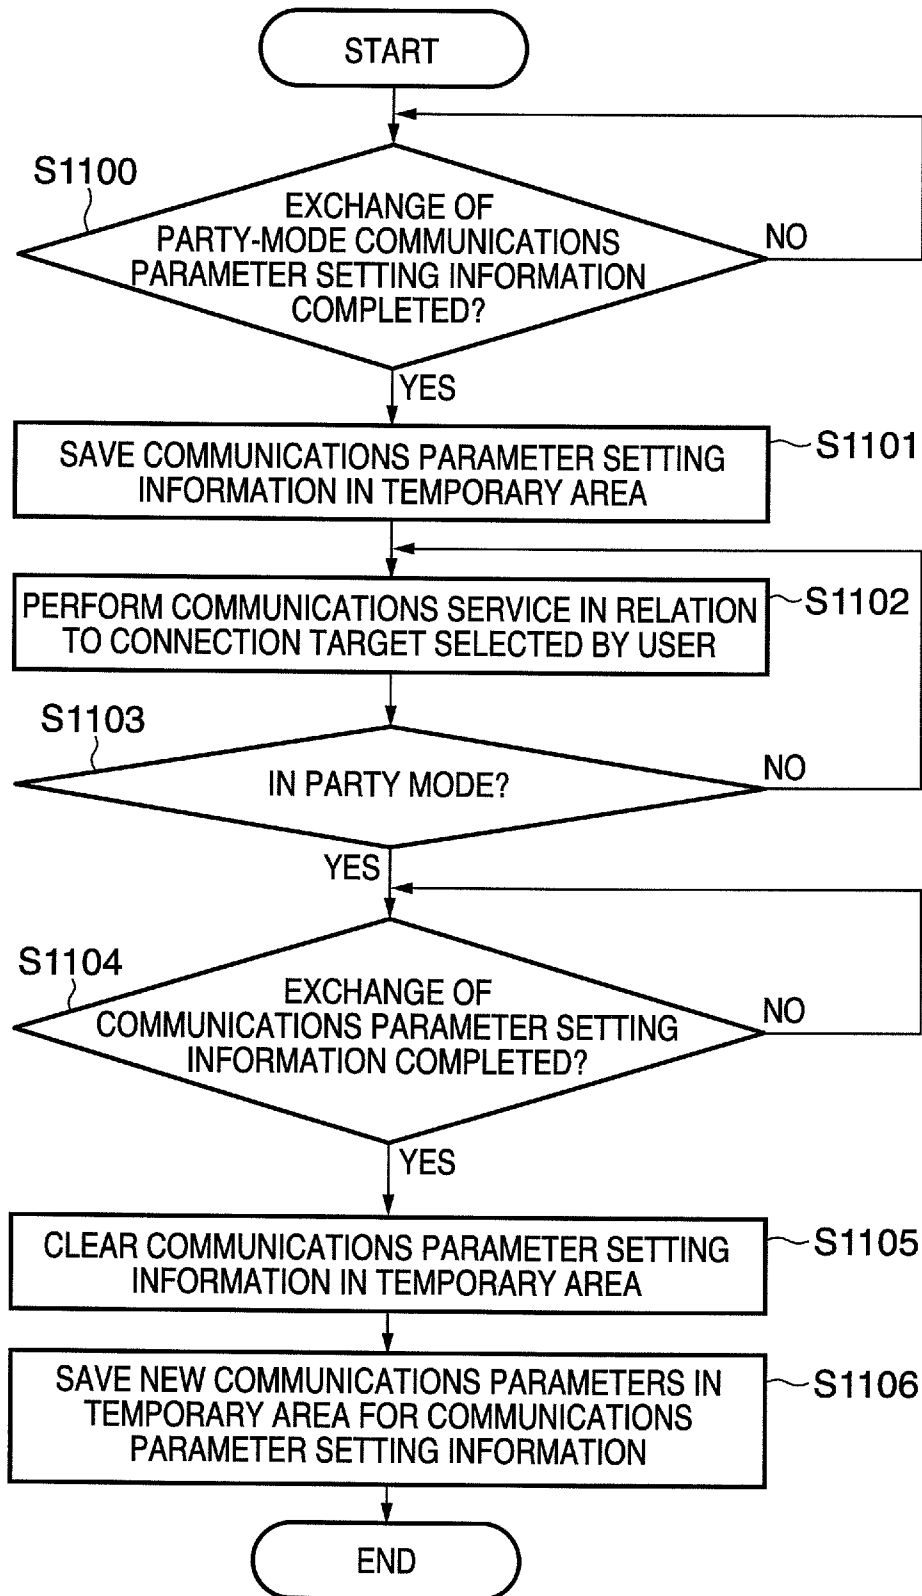 START
S1100
EXCHANGE OF
PARTY-MODE COMMUNICATIONS
PARAMETER SETTING INFORMATION
COMPLETED?
NO
YES
SAVE COMMUNICATIONS PARAMETER SETTING
INFORMATION IN TEMPORARY AREA
S1101
PERFORM COMMUNICATIONS SERVICE IN RELATION
TO CONNECTION TARGET SELECTED BY USER
S1102
S1103
IN PARTY MODE?
NO
YES
S1104
EXCHANGE OF
COMMUNICATIONS PARAMETER SETTING
INFORMATION COMPLETED?
NO
YES
CLEAR COMMUNICATIONS PARAMETER SETTING
INFORMATION IN TEMPORARY AREA
S1105
SAVE NEW COMMUNICATIONS PARAMETERS IN
TEMPORARY AREA FOR COMMUNICATIONS
PARAMETER SETTING INFORMATION
S1106
END